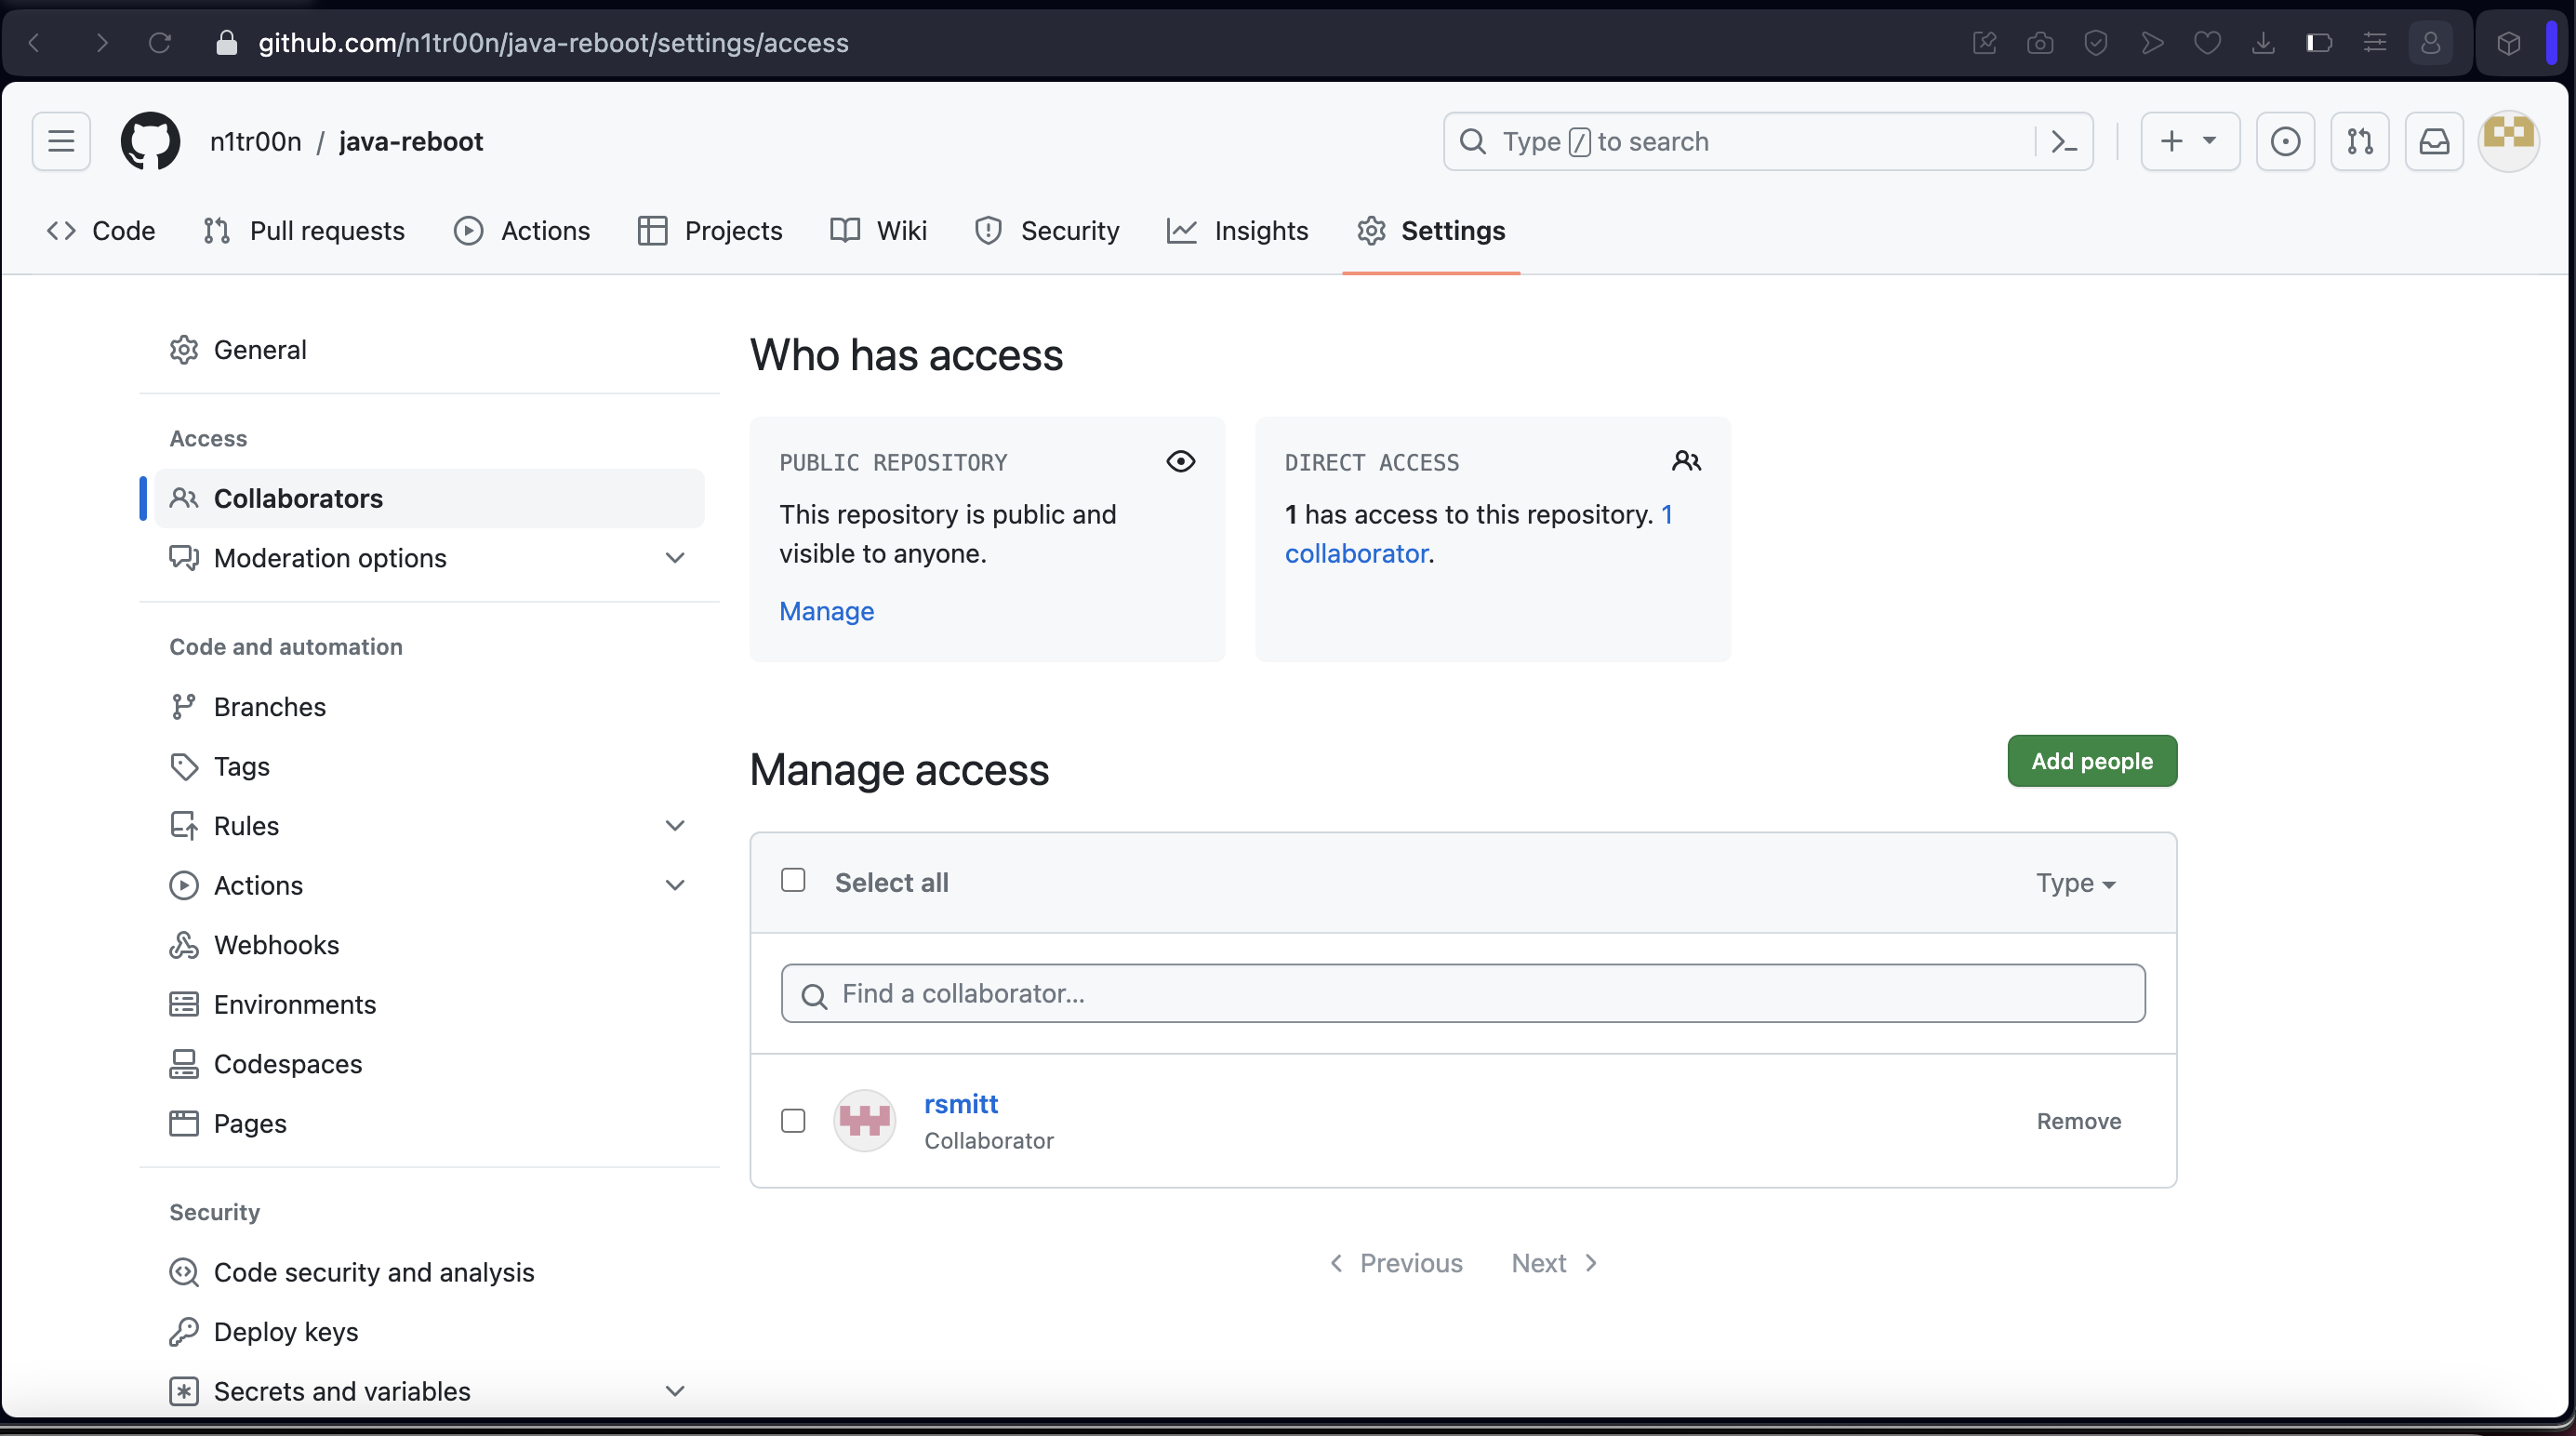 github.com/n1tr00n/java-reboot/settings/access
n1tr00n / java-reboot
Type / to search
Code Pull requests Actions Projects Wiki Security Insights Settings
General
Access
Collaborators
Moderation options
Code and automation
Branches
Tags
Rules
Actions
Webhooks
Environments
Codespaces
Pages
Security
Code security and analysis
Deploy keys
Secrets and variables
Who has access
PUBLIC REPOSITORY
This repository is public and
visible to anyone.
Manage
DIRECT ACCESS
1 has access to this repository. 1
collaborator.
Manage access
Add people
Select all
Type
Find a collaborator...
rsmitt
Collaborator
Remove
Previous Next